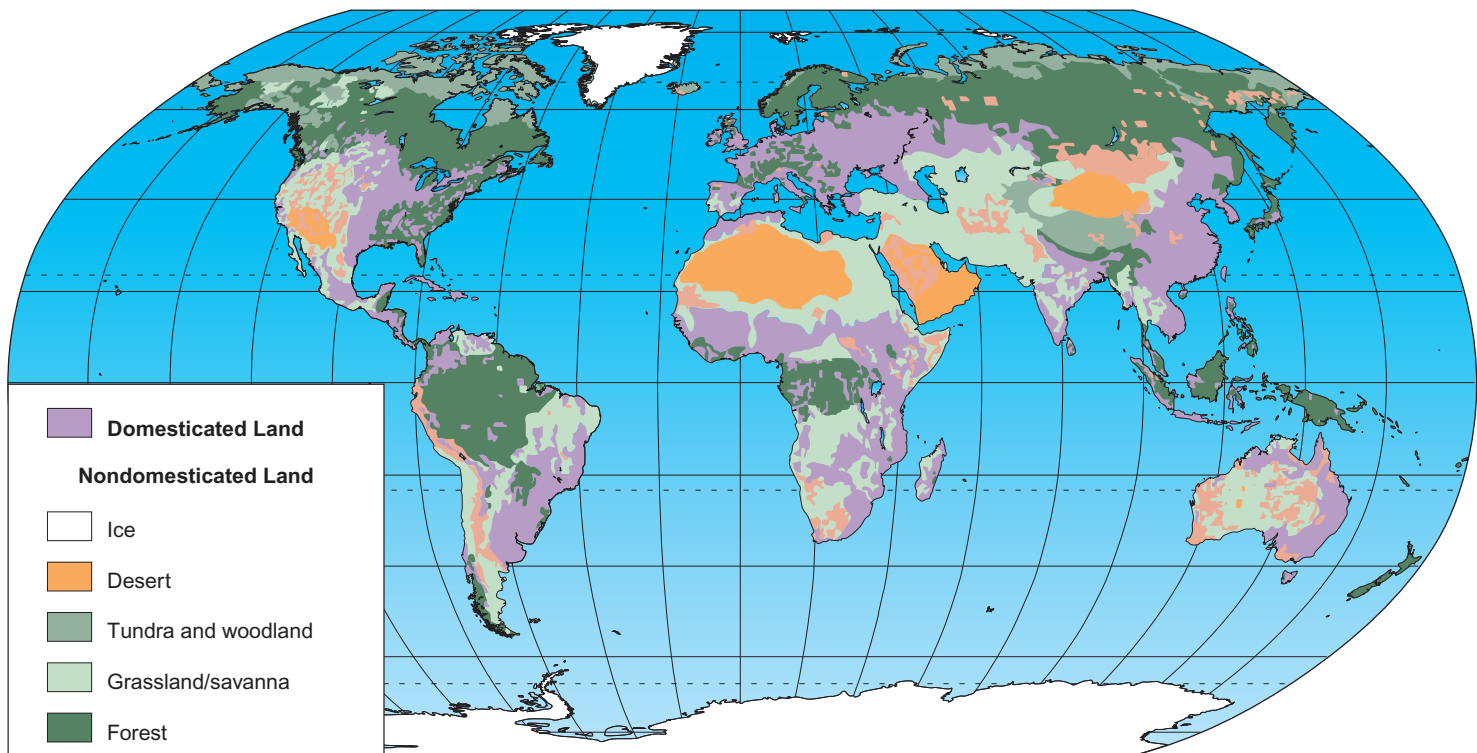 Domesticated Land
Nondomesticated Land
Ice
Desert
Tundra and woodland
Grassland/savanna
Forest